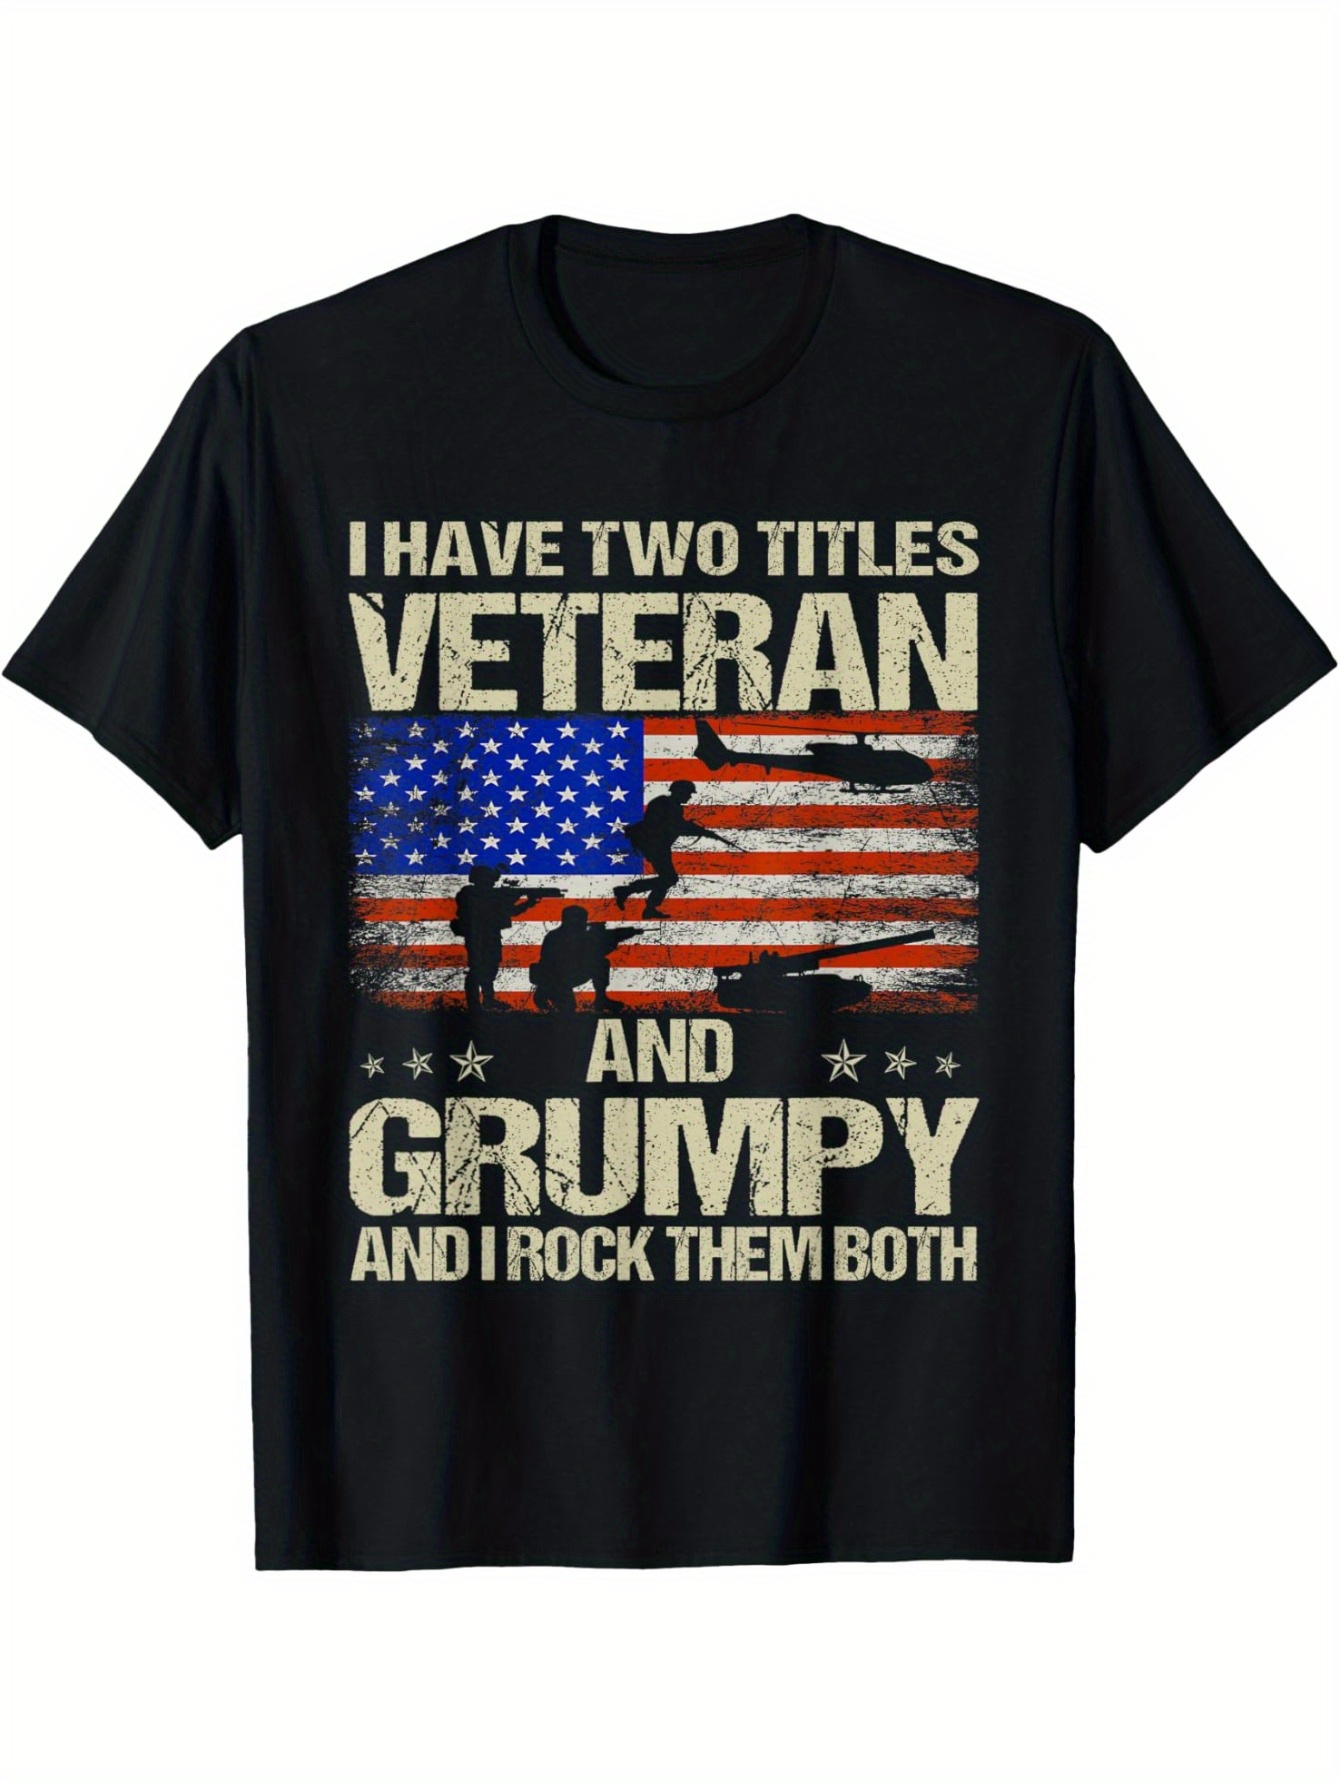 I HAVE TWO TITLES
VETERAN
AND
GRUMPY
AND I ROCK THEM BOTH